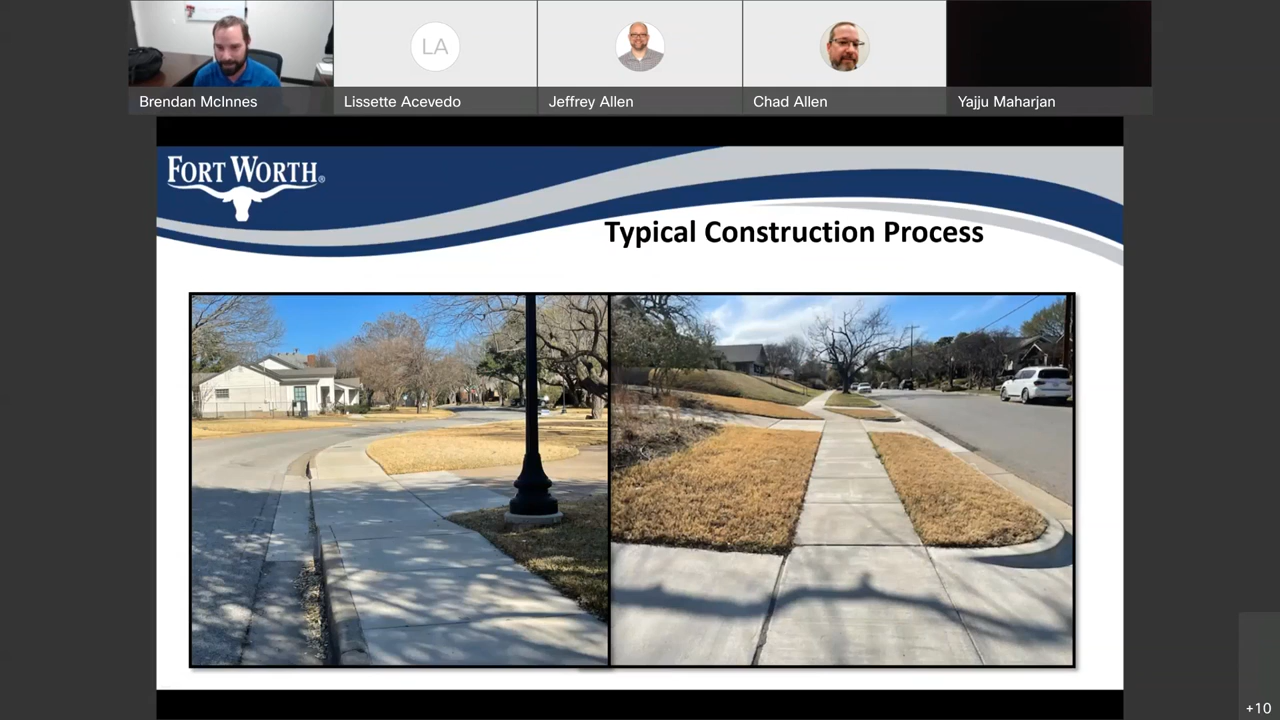 LA
Brendan McInnes
Lissette Acevedo
Jeffrey Allen
Chad Allen
Yajju Maharjan
FORT WORTH®
Typical Construction Process
+10